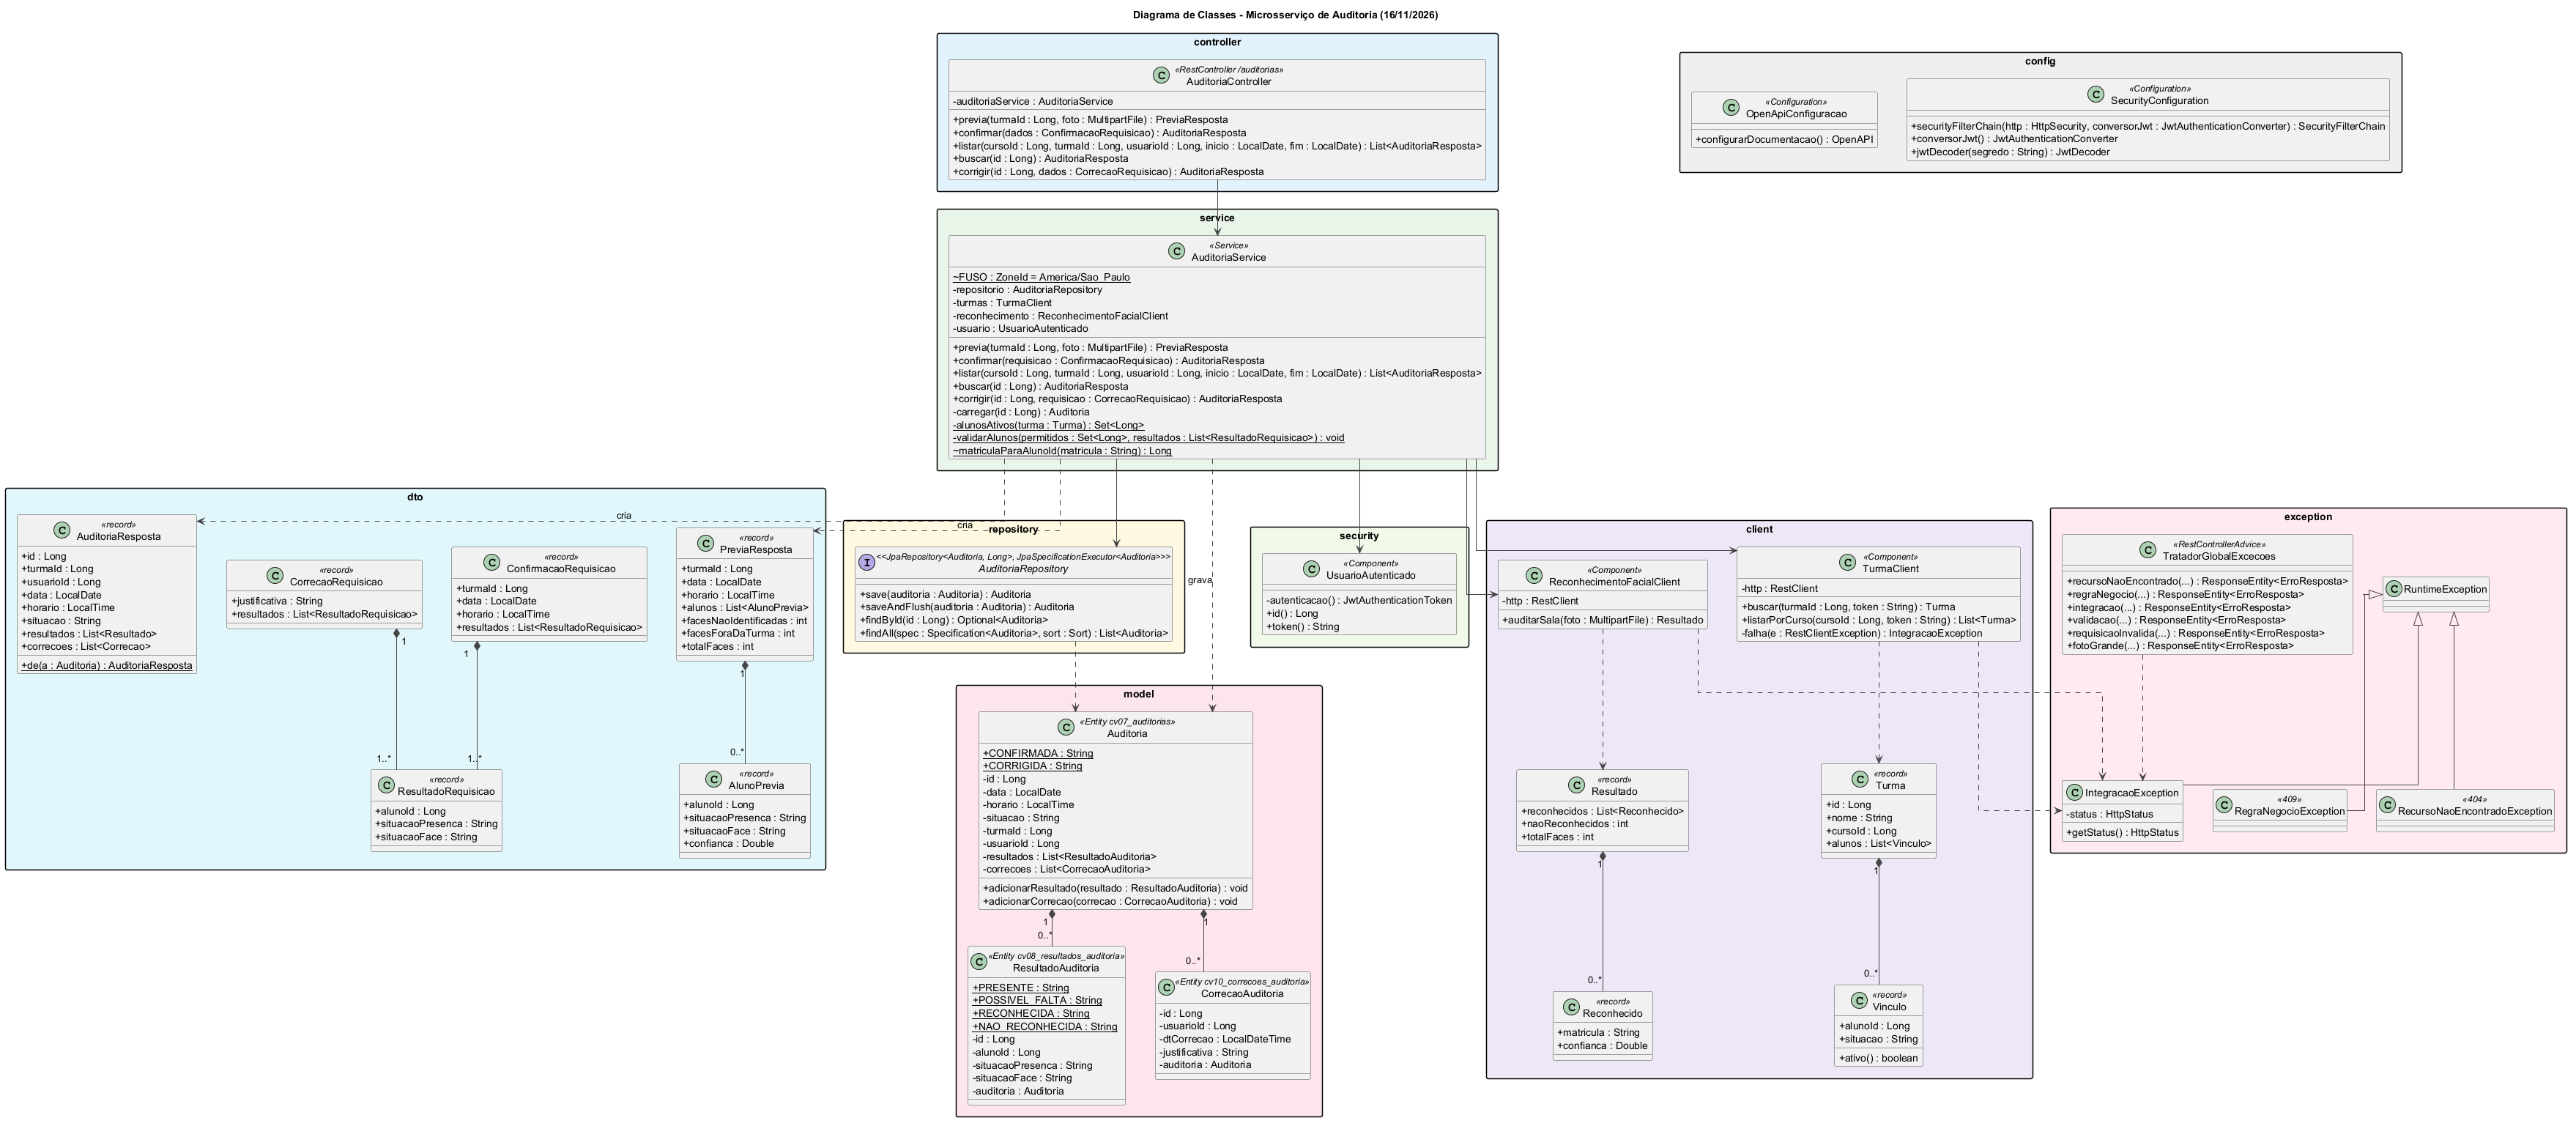 Diagrama de Classes - Microsserviço de Auditoria (16/11/2026)
controller
«RestController /auditorias»
AuditoriaController
-auditoriaService : AuditoriaService
+previa(turmaId : Long, foto : MultipartFile) : PreviaResposta
+confirmar(dados : ConfirmacaoRequisicao) : AuditoriaResposta
+listar(cursoId : Long, turmaId : Long, usuarioId : Long, inicio : LocalDate, fim : LocalDate) : List<AuditoriaResposta>
+buscar(id : Long) : AuditoriaResposta
+corrigir(id : Long, dados : CorrecaoRequisicao) : AuditoriaResposta
config
«Configuration»
OpenApiConfiguracao
+configurarDocumentacao() : OpenAPI
«Configuration»
SecurityConfiguration
+securityFilterChain(http : HttpSecurity, conversorJwt : JwtAuthenticationConverter) : SecurityFilterChain
+conversorJwt() : JwtAuthenticationConverter
+jwtDecoder(segredo : String) : JwtDecoder
service
«Service»
AuditoriaService
~FUSO : ZoneId = America/Sao_Paulo
-repositorio : AuditoriaRepository
-turmas : TurmaClient
-reconhecimento : ReconhecimentoFacialClient
-usuario : UsuarioAutenticado
+previa(turmaId : Long, foto : MultipartFile) : PreviaResposta
+confirmar(requisicao : ConfirmacaoRequisicao) : AuditoriaResposta
+listar(cursoId : Long, turmaId : Long, usuarioId : Long, inicio : LocalDate, fim : LocalDate) : List<AuditoriaResposta>
+buscar(id : Long) : AuditoriaResposta
+corrigir(id : Long, requisicao : CorrecaoRequisicao) : AuditoriaResposta
-carregar(id : Long) : Auditoria
-alunosAtivos(turma : Turma) : Set<Long>
-validarAlunos(permitidos : Set<Long>, resultados : List<ResultadoRequisicao>) : void
~matriculaParaAlunoId(matricula : String) : Long
dto
«record»
AuditoriaResposta
+id : Long
+turmaId : Long
+usuarioId : Long
+data : LocalDate
+horario : LocalTime
+situacao : String
+resultados : List<Resultado>
+correcoes : List<Correcao>
+de(a : Auditoria) : AuditoriaResposta
«record»
CorrecaoRequisicao
+justificativa : String
+resultados : List<ResultadoRequisicao>
«record»
ConfirmacaoRequisicao
+turmaId : Long
+data : LocalDate
+horario : LocalTime
+resultados : List<ResultadoRequisicao>
«record»
PreviaResposta
+turmaId : Long
+data : LocalDate
+horario : LocalTime
+alunos : List<AlunoPrevia>
+facesNaoIdentificadas : int
+facesForaDaTurma : int
+totalFaces : int
cria
cria
1
1
1
1..*
1..*
0..*
«record»
ResultadoRequisicao
+alunoId : Long
+situacaoPresenca : String
+situacaoFace : String
«record»
AlunoPrevia
+alunoId : Long
+situacaoPresenca : String
+situacaoFace : String
+confianca : Double
repository
<<JpaRepository<Auditoria, Long>, JpaSpecificationExecutor<Auditoria>>>
AuditoriaRepository
+save(auditoria : Auditoria) : Auditoria
+saveAndFlush(auditoria : Auditoria) : Auditoria
+findById(id : Long) : Optional<Auditoria>
+findAll(spec : Specification<Auditoria>, sort : Sort) : List<Auditoria>
grava
security
«Component»
UsuarioAutenticado
-autenticacao() : JwtAuthenticationToken
+id() : Long
+token() : String
model
«Entity cv07_auditorias»
Auditoria
+CONFIRMADA : String
+CORRIGIDA : String
-id : Long
-data : LocalDate
-horario : LocalTime
-situacao : String
-turmaId : Long
-usuarioId : Long
-resultados : List<ResultadoAuditoria>
-correcoes : List<CorrecaoAuditoria>
+adicionarResultado(resultado : ResultadoAuditoria) : void
+adicionarCorrecao(correcao : CorrecaoAuditoria) : void
1
1
0..*
0..*
«Entity cv08_resultados_auditoria»
ResultadoAuditoria
+PRESENTE : String
+POSSIVEL_FALTA : String
+RECONHECIDA : String
+NAO_RECONHECIDA : String
-id : Long
-alunoId : Long
-situacaoPresenca : String
-situacaoFace : String
-auditoria : Auditoria
«Entity cv10_correcoes_auditoria»
CorrecaoAuditoria
-id : Long
-usuarioId : Long
-dtCorrecao : LocalDateTime
-justificativa : String
-auditoria : Auditoria
client
«Component»
ReconhecimentoFacialClient
-http : RestClient
+auditarSala(foto : MultipartFile) : Resultado
«Component»
TurmaClient
-http : RestClient
+buscar(turmaId : Long, token : String) : Turma
+listarPorCurso(cursoId : Long, token : String) : List<Turma>
-falha(e : RestClientException) : IntegracaoException
«record»
Resultado
+reconhecidos : List<Reconhecido>
+naoReconhecidos : int
+totalFaces : int
«record»
Turma
+id : Long
+nome : String
+cursoId : Long
+alunos : List<Vinculo>
1
1
0..*
0..*
«record»
Reconhecido
+matricula : String
+confianca : Double
«record»
Vinculo
+alunoId : Long
+situacao : String
+ativo() : boolean
exception
«RestControllerAdvice»
TratadorGlobalExcecoes
+recursoNaoEncontrado(...) : ResponseEntity<ErroResposta>
+regraNegocio(...) : ResponseEntity<ErroResposta>
+integracao(...) : ResponseEntity<ErroResposta>
+validacao(...) : ResponseEntity<ErroResposta>
+requisicaoInvalida(...) : ResponseEntity<ErroResposta>
+fotoGrande(...) : ResponseEntity<ErroResposta>
RuntimeException
IntegracaoException
-status : HttpStatus
+getStatus() : HttpStatus
«409»
RegraNegocioException
«404»
RecursoNaoEncontradoException